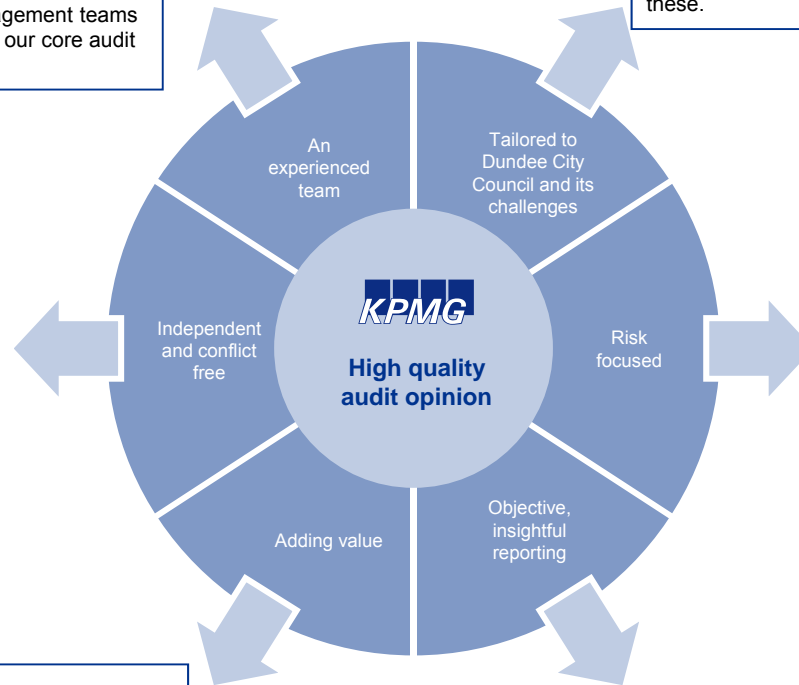 agement teams
our core audit
these.
An
experienced
team
Tailored to
Dundee City
Council and its
challenges
Independent
and conflict
free
KPMG
High quality
audit opinion
Risk
focused
Adding value
Objective,
insightful
reporting